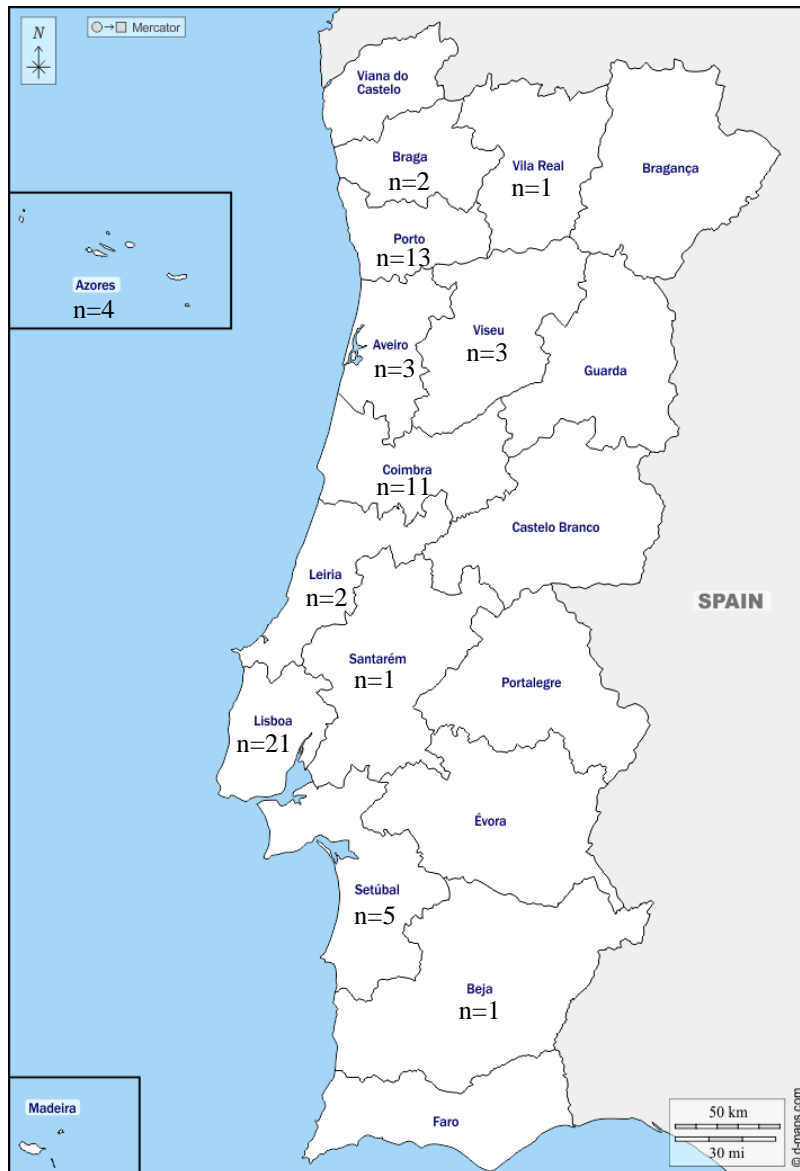 N
Mercator
Viana do
Castelo
Braga
n=2
Vila Real
n=1
Bragança
Porto
n=13
Azores
n=4
Aveiro
n=3
Viseu
n=3
Guarda
Coimbra
n=11
Castelo Branco
Leiria
n=2
SPAIN
Santarém
n=1
Portalegre
Lisboa
n=21
Évora
Setúbal
n=5
Beja
n=1
Madeira
Faro
50 km
30 mi
© d-maps.com